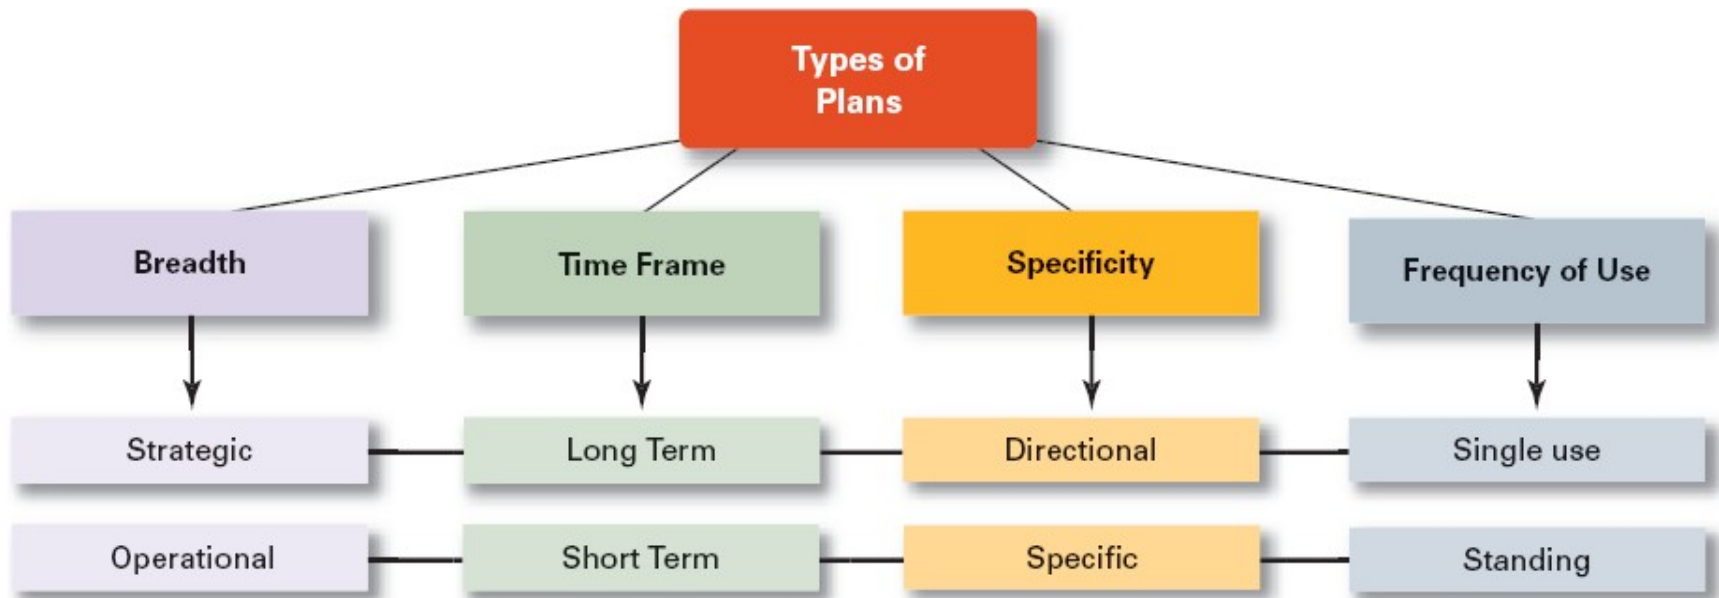 Types of
Plans
Breadth
Time Frame
Specificity
Frequency of Use
Strategic
Long Term
Directional
Single use
Operational
Short Term
Specific
Standing